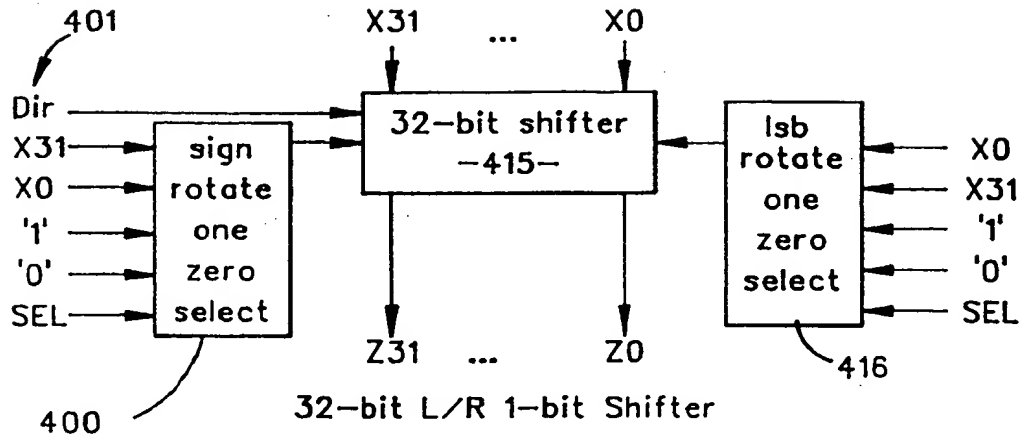 401
X31 ... X0
Dir
32-bit shifter
-415-
X31
X0
'1'
'0'
SEL
sign
rotate
one
zero
select
lsb
rotate
one
zero
select
X0
X31
'1'
'0'
SEL
Z31 ... Z0
400
416
32-bit L/R 1-bit Shifter